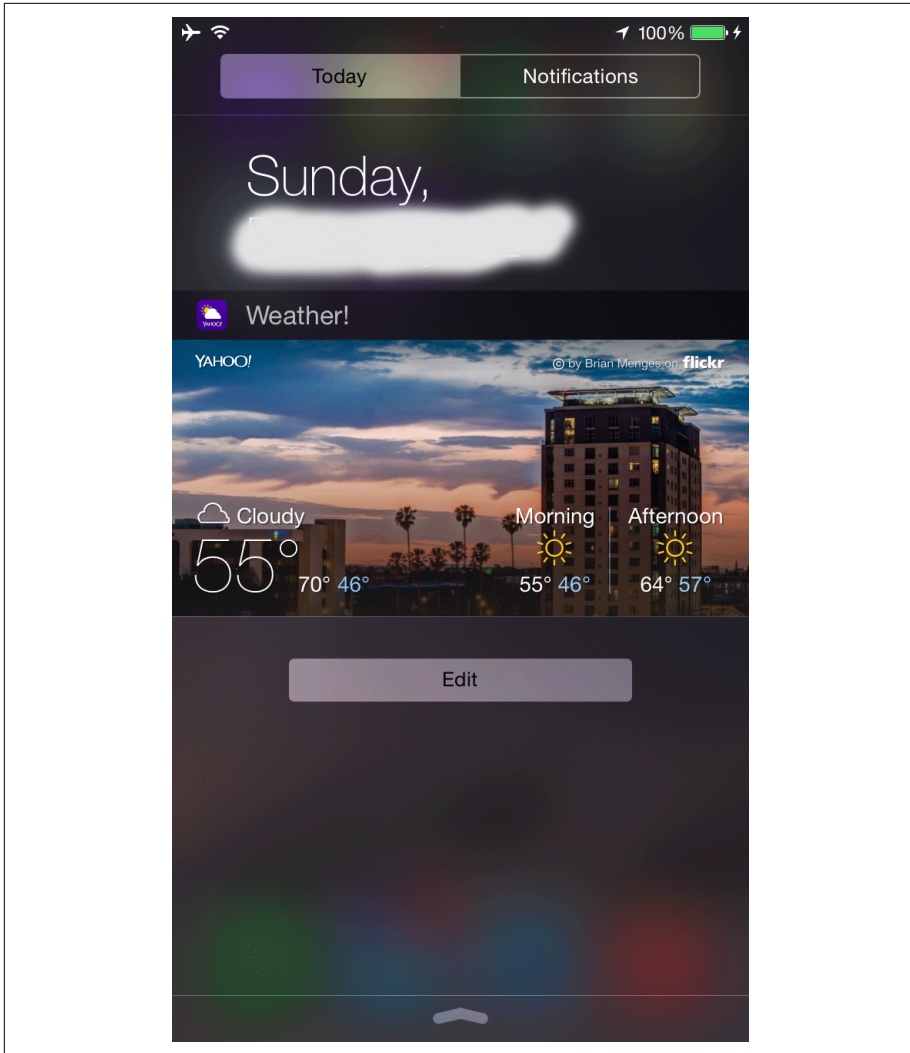 100%
Today Notifications
Sunday,
YAHOO! Weather!
YAHOO! © by Brian Menges on flickr
Cloudy Morning Afternoon
55° 70° 46° 55° 46° 64° 57°
Edit